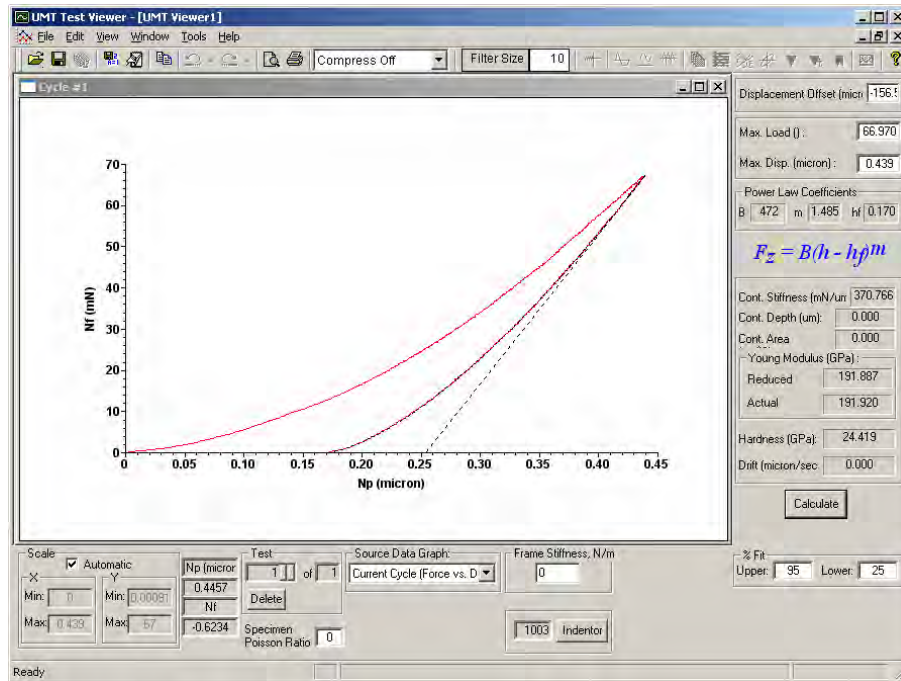 UMT Test Viewer - [UMT Viewer1]
File Edit View Window Tools Help
Compress Off Filter Size 10
Cycle #1
Displacement Offset (micr -156.5
Max. Load () : 66.970
Max. Disp. (micron) : 0.439
Power Law Coefficients
B 472 m 1.485 hf 0.170
Fz = B(h - hf)^m
Cont. Stiffness (mN/um 370.766
Cont. Depth (um): 0.000
Cont. Area 0.000
Young Modulus (GPa) :
Reduced 191.887
Actual 191.920
Hardness (GPa): 24.419
Drift (micron/sec 0.000
Calculate
70
60
50
40
30
20
10
0
Nf (mN)
0 0.05 0.10 0.15 0.20 0.25 0.30 0.35 0.40 0.45
Np (micron)
Scale
Automatic
X
Min: 0
Max: 0.439
Y
Min: 0.00091
Max: 67
Np (micror
0.4457
Nf
-0.6234
Test
1 of 1
Delete
Specimen
Poisson Ratio 0
Source Data Graph:
Current Cycle (Force vs. D
Frame Stiffness, N/m
0
1003 Indentor
% Fit
Upper: 95 Lower: 25
Ready